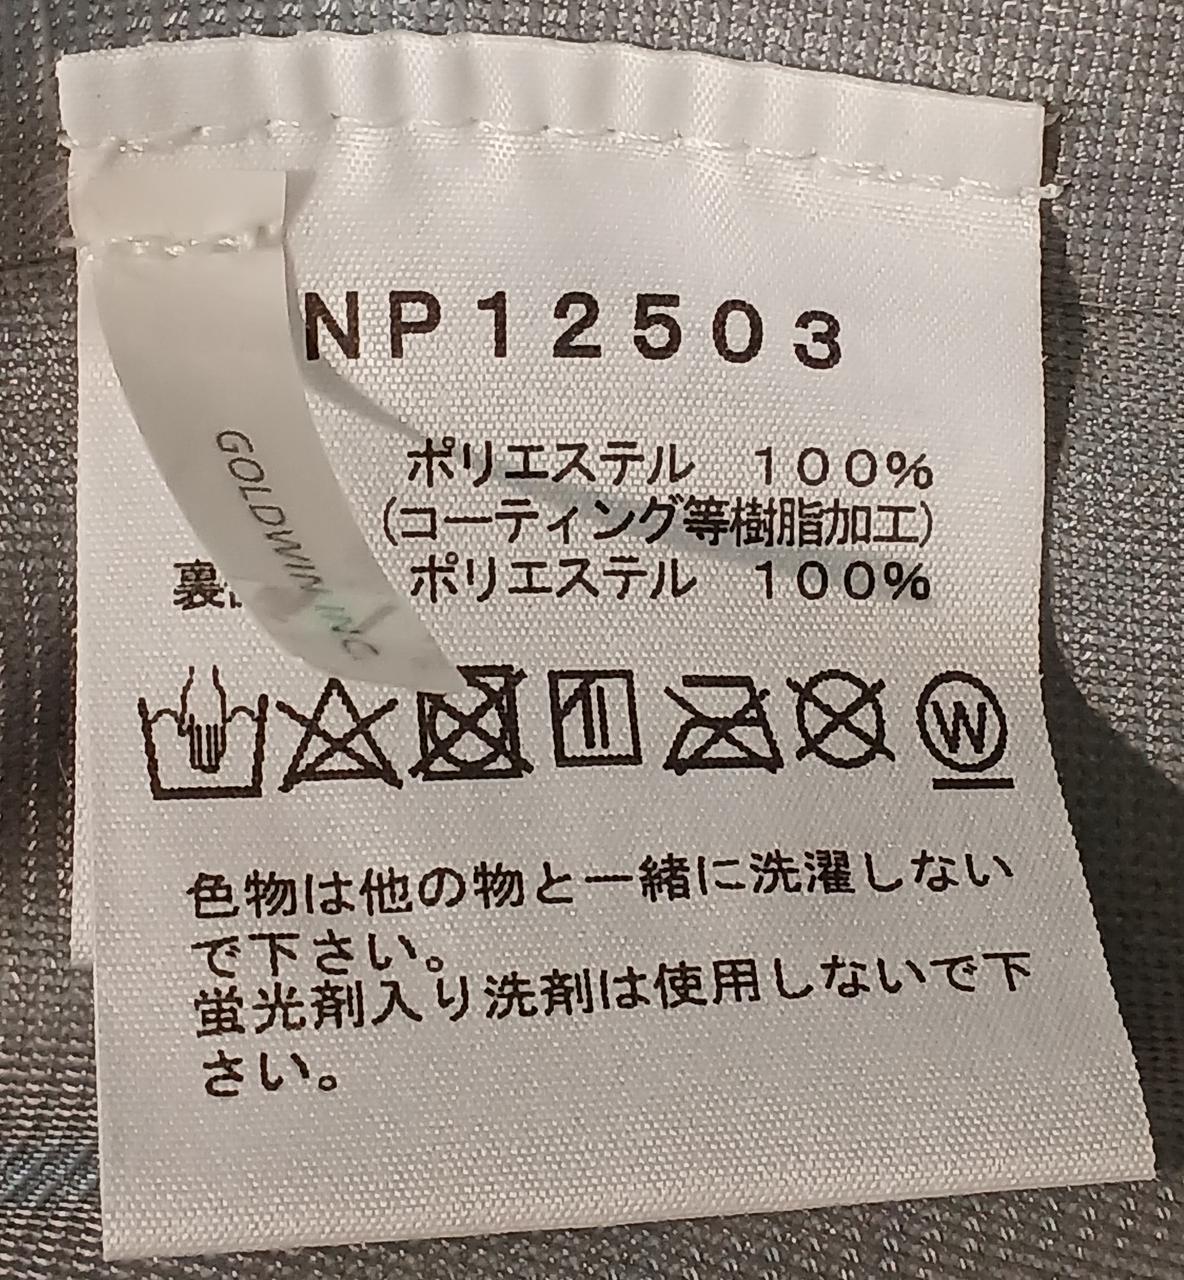 NP12503
GOLDWIN INC
ポリエステル　100%
(コーティング等樹脂加工)
裏 ポリエステル　100%
W
色物は他の物と一緒に洗濯しない
で下さい。
蛍光剤入り洗剤は使用しないで下
さい。